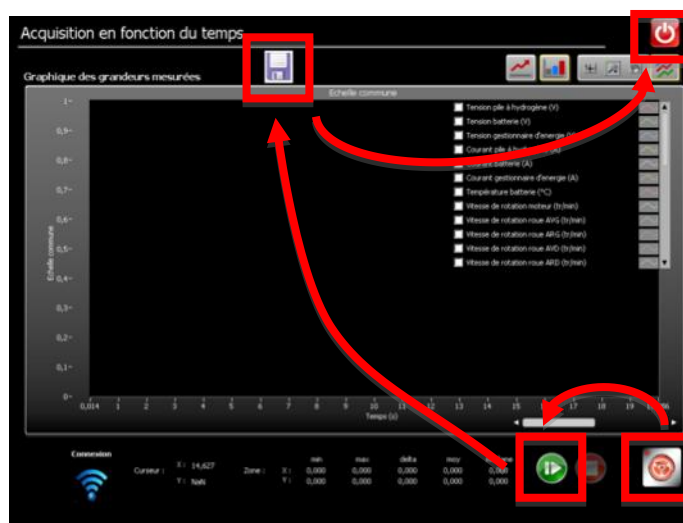 Acquisition en fonction du temps
Graphique des grandeurs mesurées
Echelle commune
Tension pile à hydrogène (V)
Tension batterie (V)
Tension gestionnaire d'energie
Courant pile à
Courant batterie (A)
Courant gestionnaire d'energie (A)
Température batterie (°C)
Vitesse de rotation moteur (tr/min)
Vitesse de rotation roue AVG (tr/min)
Vitesse de rotation roue ARG (tr/min)
Vitesse de rotation roue AVD (tr/min)
Vitesse de rotation roue ARD (tr/min)
Echelle commune
1-
0,9-
0,8-
0,7-
0,6-
0,5-
0,4-
0,3-
0,2-
0,1-
0-
0,014 1 2 3 4 5 6 7 8 9 10 11 12 13 14 15 17 18 19
Temps (s)
Connexion
min max delta moy
Curseur : X : 14,627 Zone : X : 0,000 0,000 0,000 0,000 0,000
Y : NaN Y : 0,000 0,000 0,000 0,000 0,000